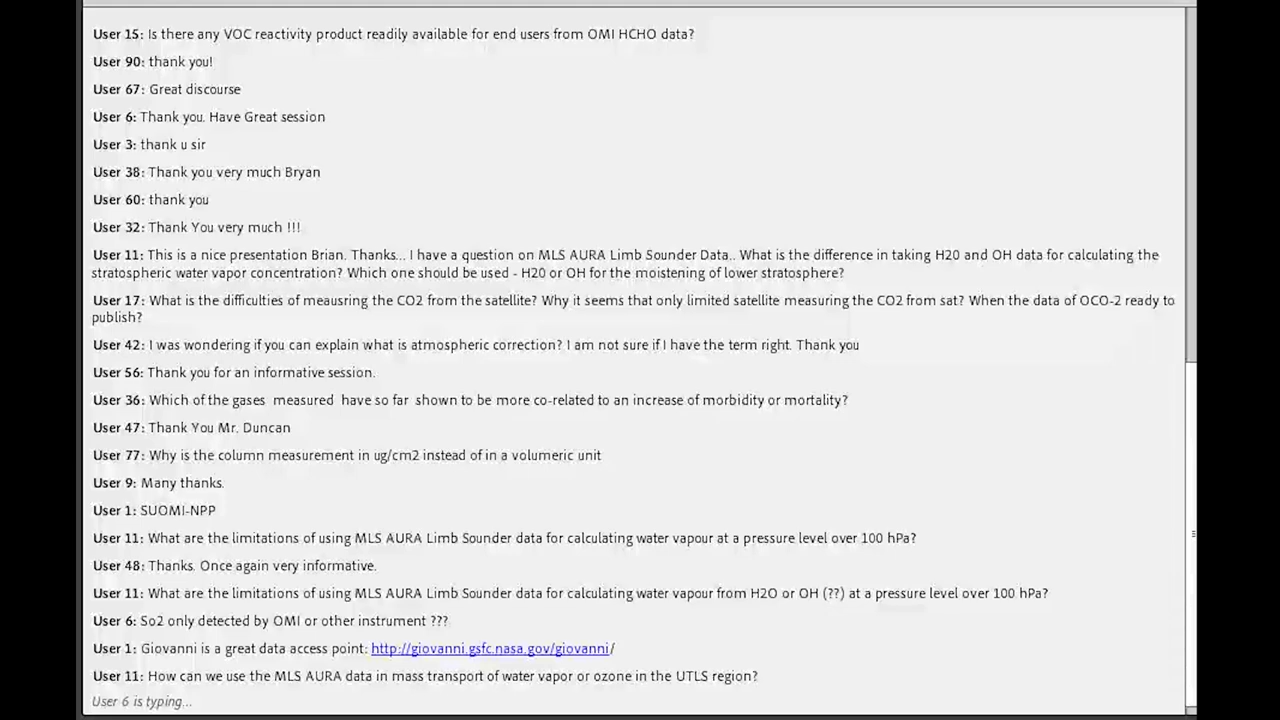 User 15: Is there any VOC reactivity product readily available for end users from OMI HCHO data?
User 90: thank you!
User 67: Great discourse
User 6: Thank you. Have Great session
User 3: thank u sir
User 38: Thank you very much Bryan
User 60: thank you
User 32: Thank You very much !!!
User 11: This is a nice presentation Brian. Thanks... I have a question on MLS AURA Limb Sounder Data.. What is the difference in taking H20 and OH data for calculating the
stratospheric water vapor concentration? Which one should be used - H20 or OH for the moistening of lower stratosphere?
User 17: What is the difficulties of meausring the CO2 from the satellite? Why it seems that only limited satellite measuring the CO2 from sat? When the data of OCO-2 ready to
publish?
User 42: I was wondering if you can explain what is atmospheric correction? I am not sure if I have the term right. Thank you
User 56: Thank you for an informative session.
User 36: Which of the gases measured have so far shown to be more co-related to an increase of morbidity or mortality?
User 47: Thank You Mr. Duncan
User 77: Why is the column measurement in ug/cm2 instead of in a volumeric unit
User 9: Many thanks.
User 1: SUOMI-NPP
User 11: What are the limitations of using MLS AURA Limb Sounder data for calculating water vapour at a pressure level over 100 hPa?
User 48: Thanks. Once again very informative.
User 11: What are the limitations of using MLS AURA Limb Sounder data for calculating water vapour from H2O or OH (??) at a pressure level over 100 hPa?
User 6: So2 only detected by OMI or other instrument ???
User 1: Giovanni is a great data access point: http://giovanni.gsfc.nasa.gov/giovanni/
User 11: How can we use the MLS AURA data in mass transport of water vapor or ozone in the UTLS region?
User 6 is typing...